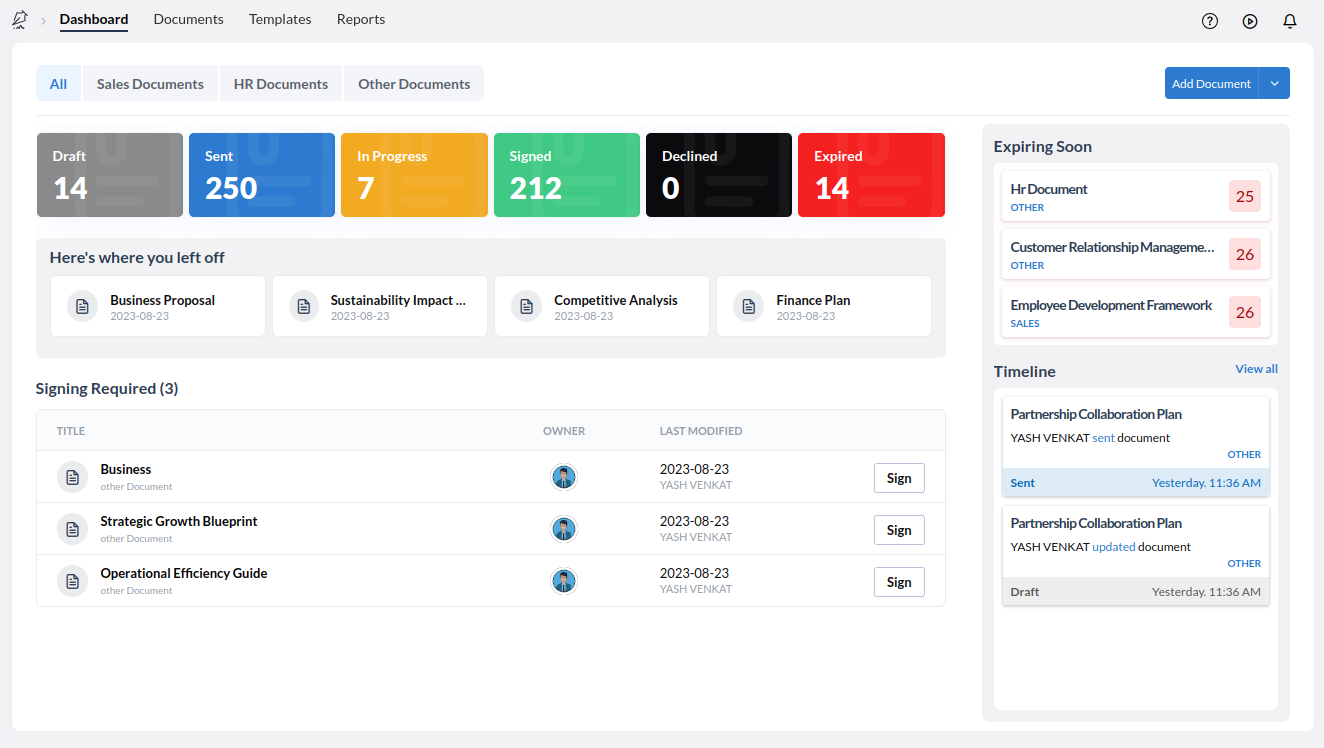 Dashboard Documents Templates Reports
All Sales Documents HR Documents Other Documents
Add Document
Draft
14
Sent
250
In Progress
7
Signed
212
Declined
0
Expired
14
Here's where you left off
Business Proposal
2023-08-23
Sustainability Impact ...
2023-08-23
Competitive Analysis
2023-08-23
Finance Plan
2023-08-23
Signing Required (3)
TITLE OWNER LAST MODIFIED
Business
other Document
2023-08-23
YASH VENKAT
Sign
Strategic Growth Blueprint
other Document
2023-08-23
YASH VENKAT
Sign
Operational Efficiency Guide
other Document
2023-08-23
YASH VENKAT
Sign
Expiring Soon
Hr Document
OTHER
25
Customer Relationship Manageme...
OTHER
26
Employee Development Framework
SALES
26
Timeline View all
Partnership Collaboration Plan
YASH VENKAT sent document
OTHER
Sent Yesterday. 11:36 AM
Partnership Collaboration Plan
YASH VENKAT updated document
OTHER
Draft Yesterday. 11:36 AM